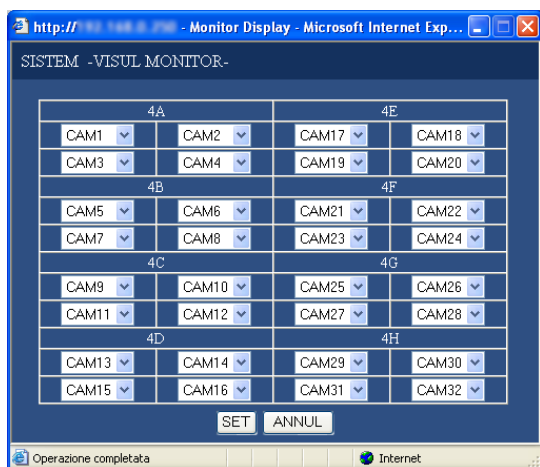 http:// - Monitor Display - Microsoft Internet Exp...
SISTEM -VISUL MONITOR-
4A 4E
CAM1 CAM2 CAM17 CAM18
CAM3 CAM4 CAM19 CAM20
4B 4F
CAM5 CAM6 CAM21 CAM22
CAM7 CAM8 CAM23 CAM24
4C 4G
CAM9 CAM10 CAM25 CAM26
CAM11 CAM12 CAM27 CAM28
4D 4H
CAM13 CAM14 CAM29 CAM30
CAM15 CAM16 CAM31 CAM32
SET ANNUL
Operazione completata Internet